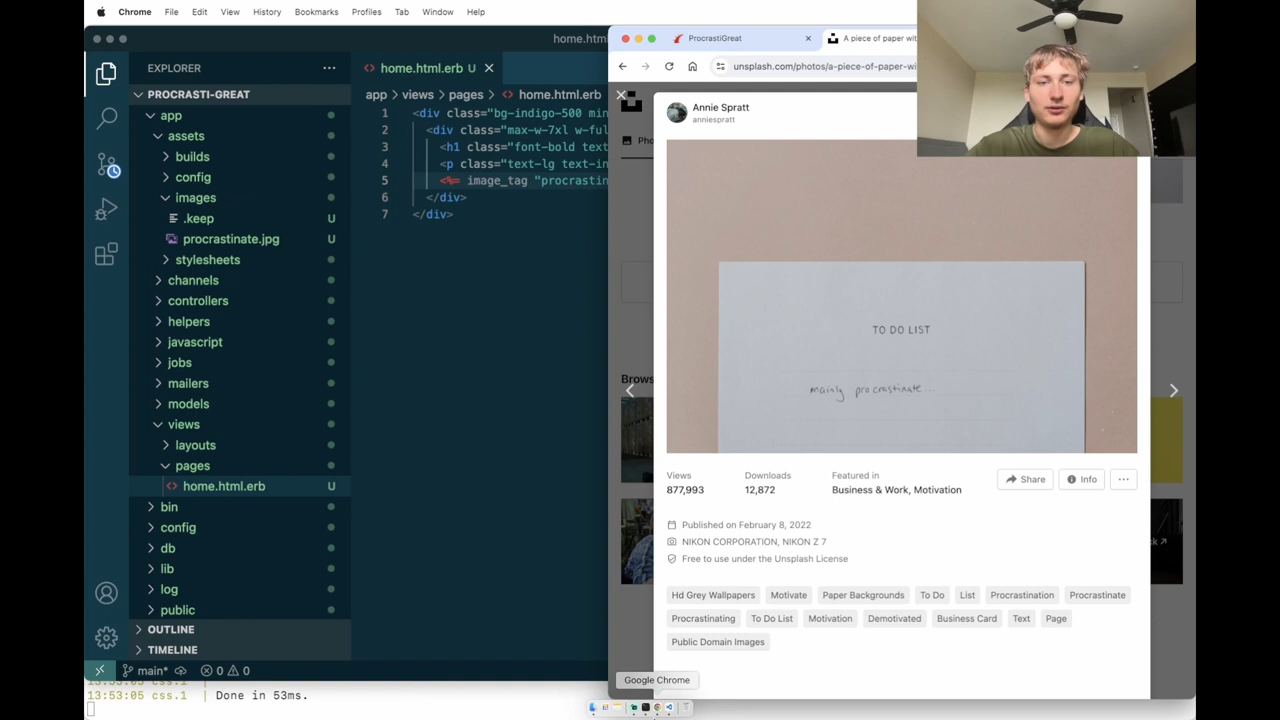 Chrome File Edit View History Bookmarks Profiles Tab Window Help
home.htm
EXPLORER
PROCRASTI-GREAT
app
assets
builds
config
images
.keep U
procrastinate.jpg U
stylesheets
channels
controllers
helpers
javascript
jobs
mailers
models
views
layouts
pages
home.html.erb U
bin
config
db
lib
log
public
OUTLINE
TIMELINE
main* 0 0
home.html.erb U
app > views > pages > home.html.erb
1 <div class="bg-indigo-500 min
2 <div class="max-w-7xl w-ful
3 <h1 class="font-bold text
4 <p class="text-lg text-in
5 <%= image_tag "procrastin
6 </div>
7 </div>
13:53:05 css.1 | Done in 53ms.
ProcrastiGreat
A piece of paper wit
unsplash.com/photos/a-piece-of-paper-wi
Pho
Brows
Annie Spratt
anniespratt
TO DO LIST
mainly procrastinate...
Views Downloads Featured in
877,993 12,872 Business & Work, Motivation
Share Info
Published on February 8, 2022
NIKON CORPORATION, NIKON Z 7
Free to use under the Unsplash License
Hd Grey Wallpapers Motivate Paper Backgrounds To Do List Procrastination Procrastinate
Procrastinating To Do List Motivation Demotivated Business Card Text Page
Public Domain Images
Google Chrome